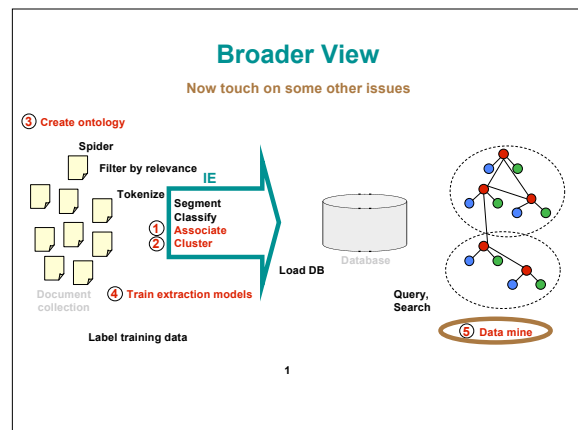 Broader View
Now touch on some other issues
3 Create ontology
Spider
Filter by relevance
IE
Tokenize
Segment
Classify
1 Associate
2 Cluster
Load DB
Database
Document
collection
4 Train extraction models
Query,
Search
5 Data mine
Label training data
1